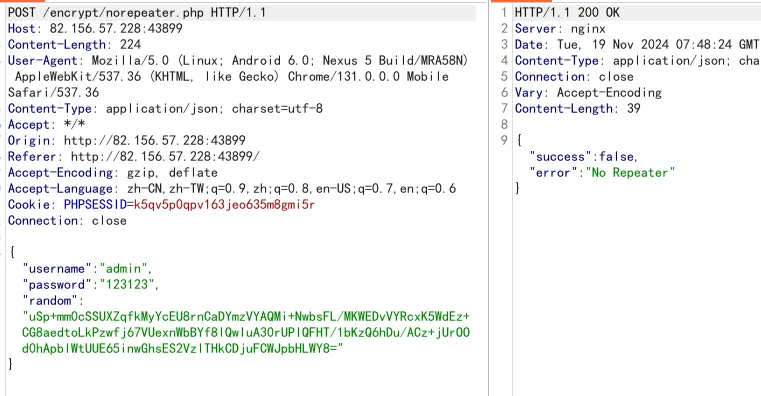 POST /encrypt/norepeater.php HTTP/1.1
Host: 82.156.57.228:43899
Content-Length: 224
User-Agent: Mozilla/5.0 (Linux; Android 6.0; Nexus 5 Build/MRA58N)
AppleWebKit/537.36 (KHTML, like Gecko) Chrome/131.0.0.0 Mobile
Safari/537.36
Content-Type: application/json; charset=utf-8
Accept: */*
Origin: http://82.156.57.228:43899
Referer: http://82.156.57.228:43899/
Accept-Encoding: gzip, deflate
Accept-Language: zh-CN,zh-TW;q=0.9,zh;q=0.8,en-US;q=0.7,en;q=0.6
Cookie: PHPSESSID=k5qv5p0qpv163jeo635m8gmi5r
Connection: close
{
"username":"admin",
"password":"123123",
"random":
"uSp+mmOcSSUXZqfkMyYcEU8rnCaDYmzVYAQMi+NwbsFL/MKWEDvVYRcxK5WdEz+
CG8aedtoLkPzwfj67VUexnWbBYf8lQwIuA30rUPlQFHT/1bKzQ6hDu/ACz+jUrOO
d0hApblWtUUE65inwGhsES2VzlTHkCDjuFCWJpbHLWY8="
}
1 HTTP/1.1 200 OK
2 Server: nginx
3 Date: Tue, 19 Nov 2024 07:48:24 GMT
4 Content-Type: application/json; cha
5 Connection: close
6 Vary: Accept-Encoding
7 Content-Length: 39
8
9 {
"success":false,
"error":"No Repeater"
}